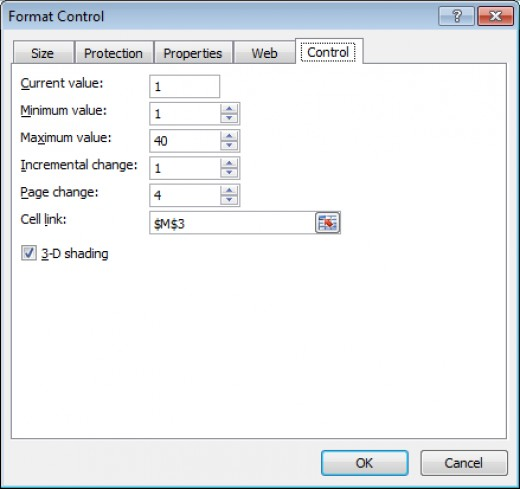 Format Control
Size Protection Properties Web Control
Current value: 1
Minimum value: 1
Maximum value: 40
Incremental change: 1
Page change: 4
Cell link: $M$3
3-D shading
OK Cancel